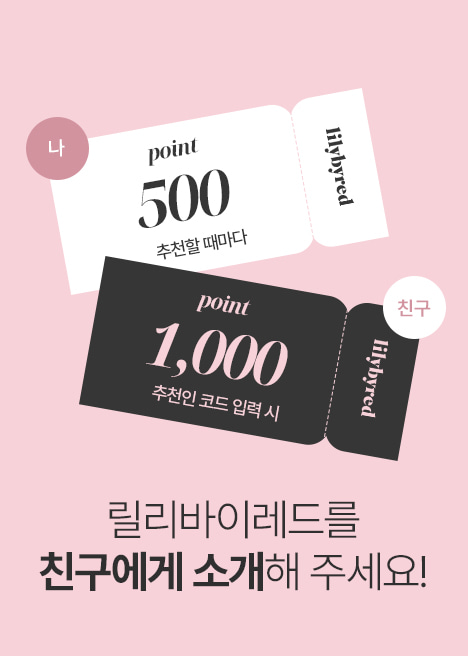 나
point
500
추천할 때마다
lilybyred
친구
point
1,000
추천인 코드 입력 시
lilybyred
릴리바이레드를
친구에게 소개해 주세요!